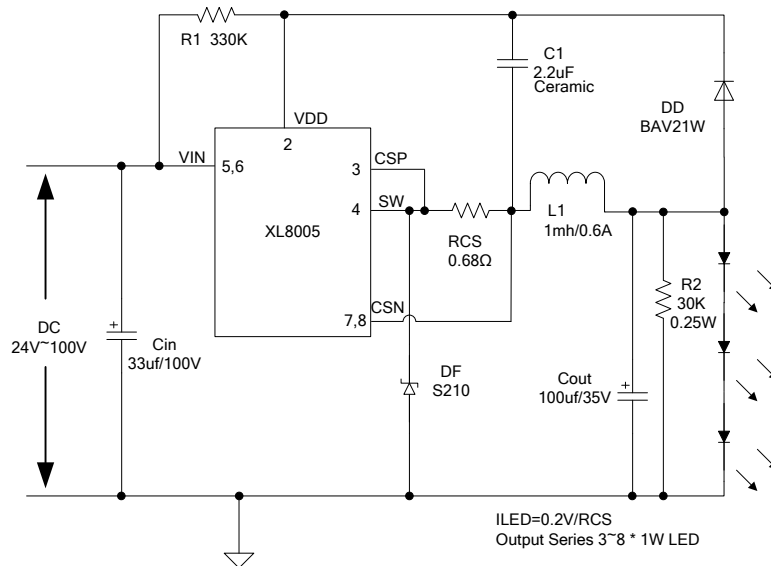 R1 330K
C1
2.2uF
Ceramic
DD
BAV21W
VDD
2
VIN
5,6
3
CSP
4
SW
XL8005
RCS
0.68Ω
L1
1mh/0.6A
7,8
CSN
R2
30K
0.25W
DC
24V~100V
+
Cin
33uf/100V
DF
S210
+
Cout
100uf/35V
ILED=0.2V/RCS
Output Series 3~8 * 1W LED